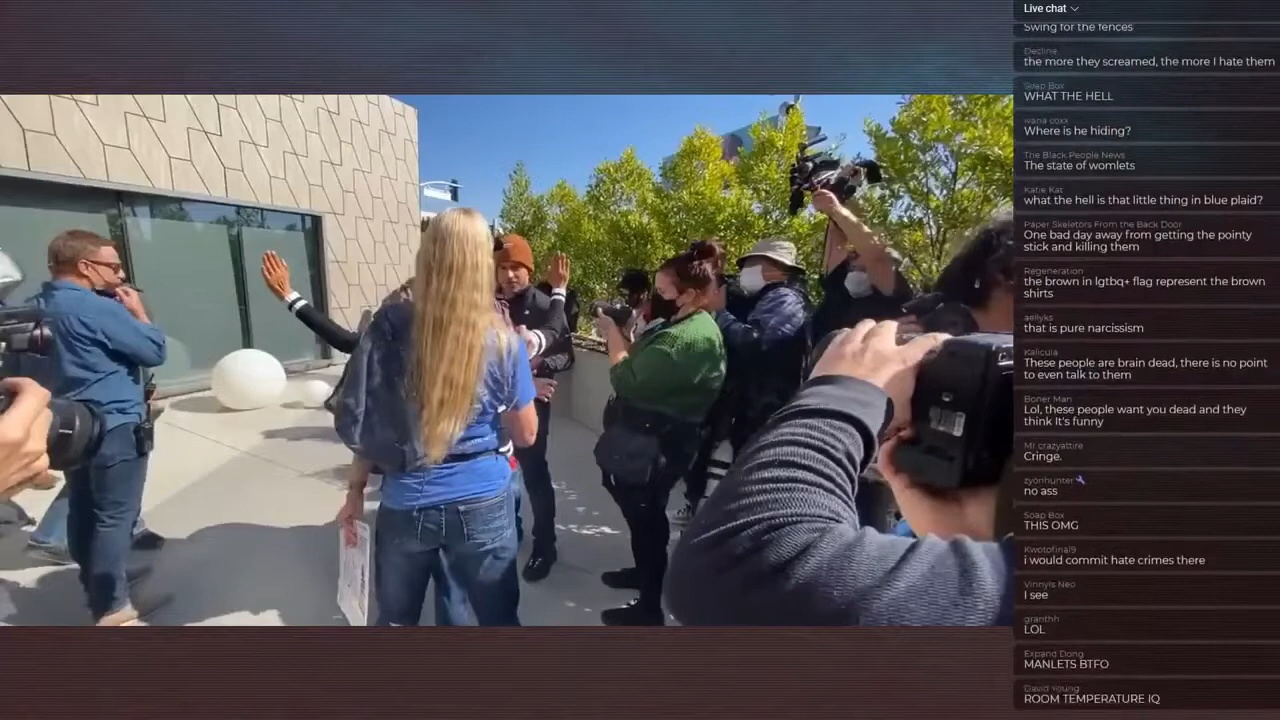 Live chat
Swing for the fences
Decline
the more they screamed, the more I hate them
Soap Box
WHAT THE HELL
ivana coxx
Where is he hiding?
The Black People News
The state of womlets
Katie Kat
what the hell is that little thing in blue plaid?
Paper Skeletors From the Back Door
One bad day away from getting the pointy
stick and killing them
Regeneration
the brown in lgtbq+ flag represent the brown
shirts
aellyks
that is pure narcissism
Kalicula
These people are brain dead, there is no point
to even talk to them
Boner Man
Lol, these people want you dead and they
think It's funny
Mr crazyattire
Cringe.
zyonhunter
no ass
Soap Box
THIS OMG
Kwotofinal9
i would commit hate crimes there
Vinnyis Neo
I see
granthh
LOL
Expand Dong
MANLETS BTFO
David Young
ROOM TEMPERATURE IQ